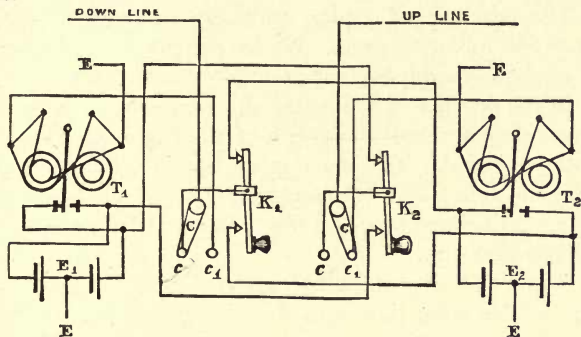 DOWN LINE UP LINE
E E
T1 T2
K1 K2
C C
c c1 c c1
E1 E2
E E